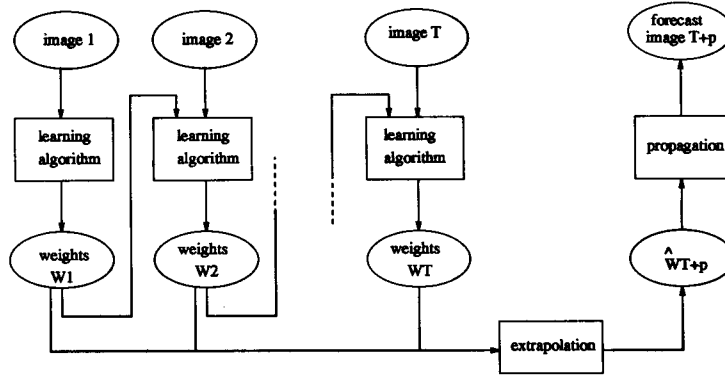 image 1
image 2
image T
forecast
image T+p
learning
algorithm
learning
algorithm
learning
algorithm
propagation
weights
W1
weights
W2
weights
WT
^
WT+p
extrapolation